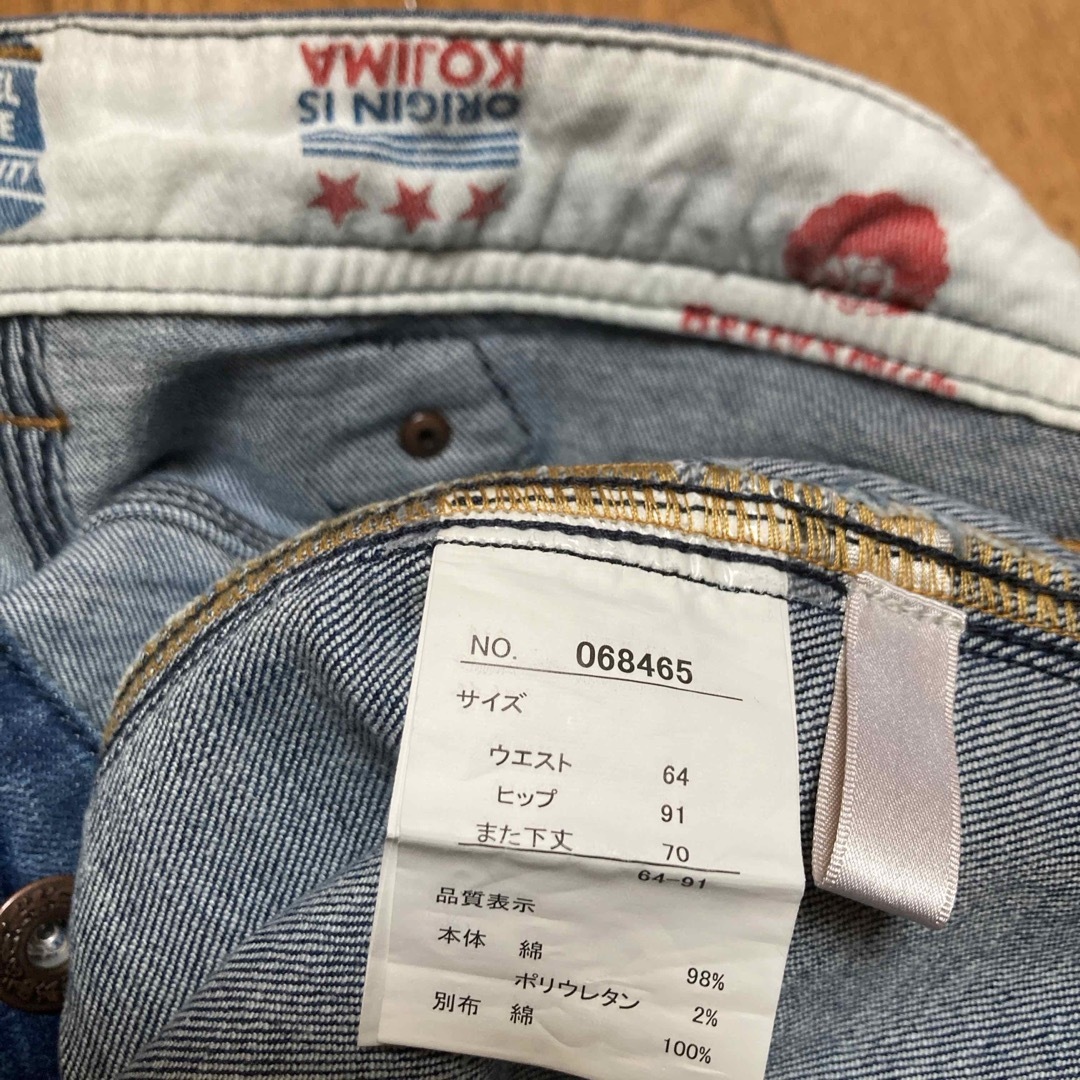 KOJIMA
ORIGIN IS
Betty Smith
NO. 068465
サイズ
ウエスト 64
ヒップ 91
また下丈 70
64-91
品質表示
本体 綿 98%
ポリウレタン 2%
別布 綿 100%